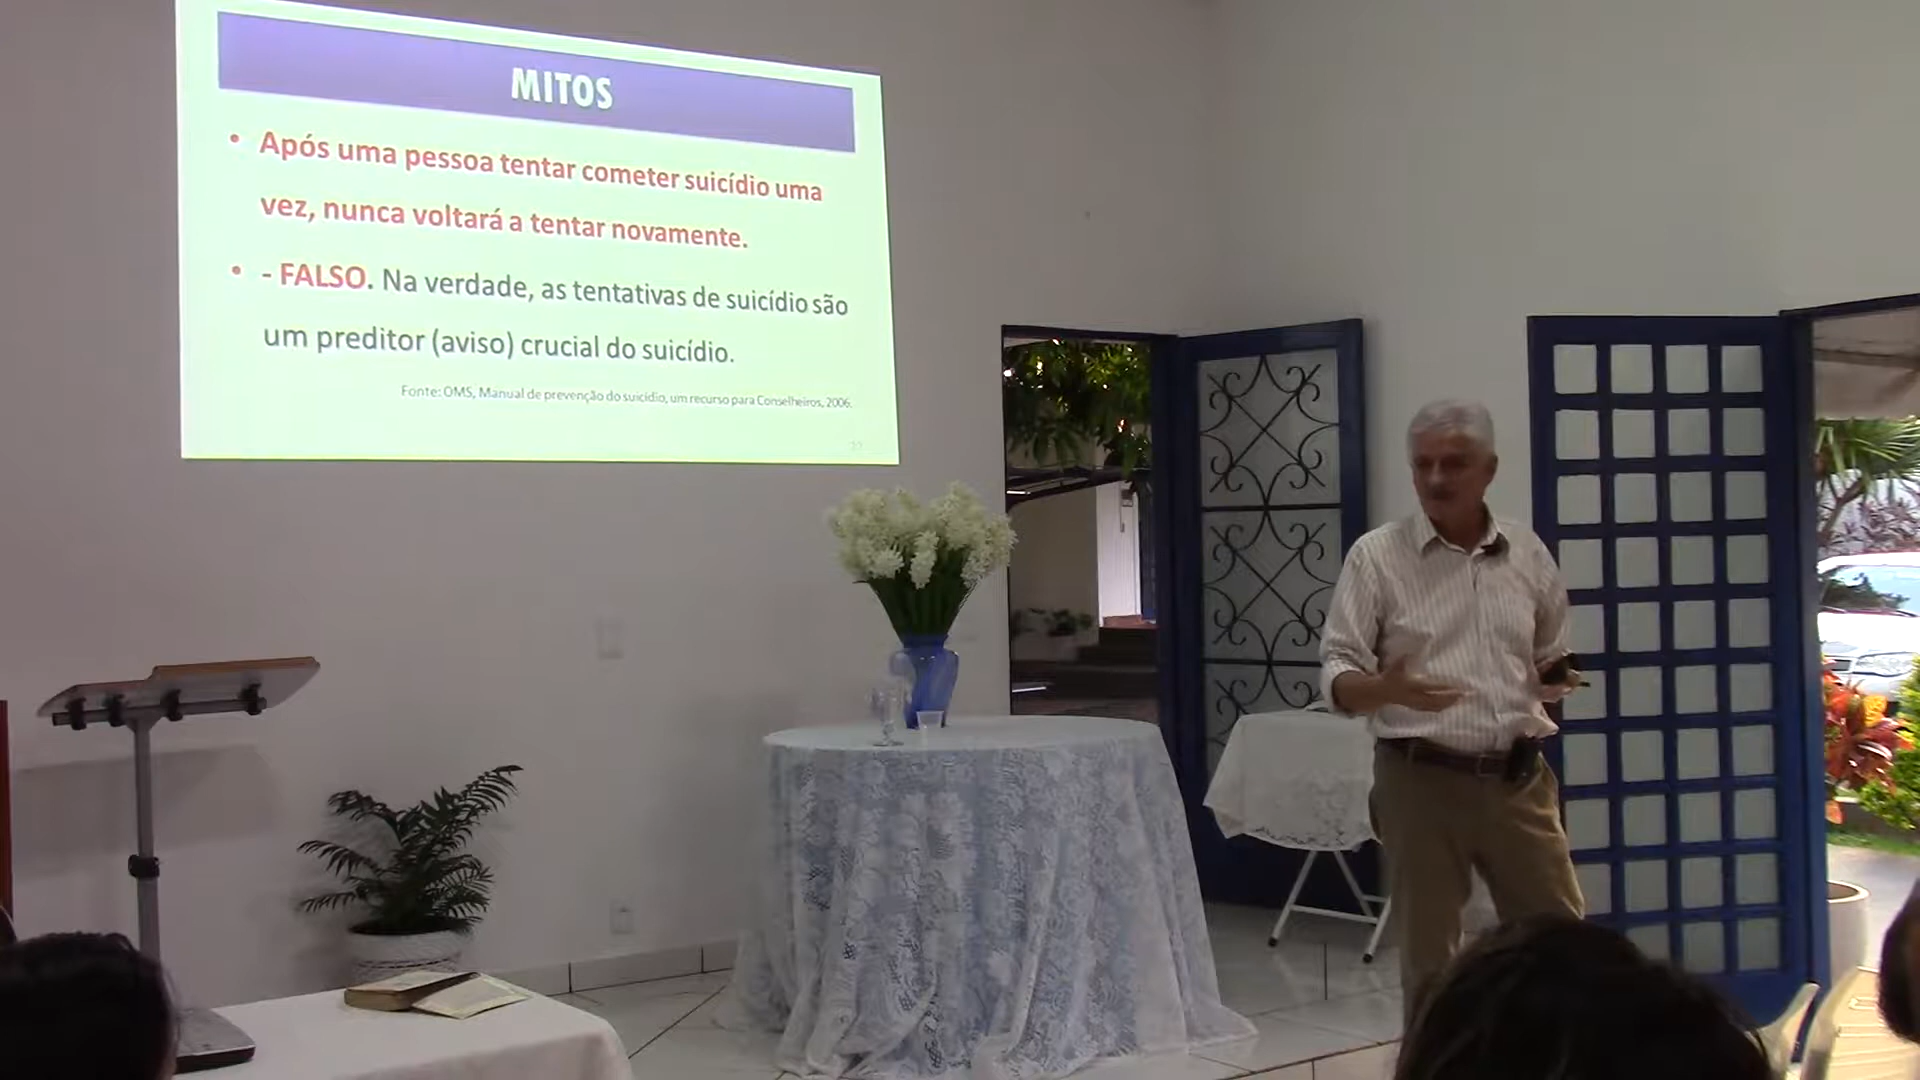 MITOS
• Após uma pessoa tentar cometer suicídio uma
vez, nunca voltará a tentar novamente.
• - FALSO. Na verdade, as tentativas de suicídio são
um preditor (aviso) crucial do suicídio.
Fonte: OMS, Manual de prevenção do suicídio, um recurso para Conselheiros, 2006.